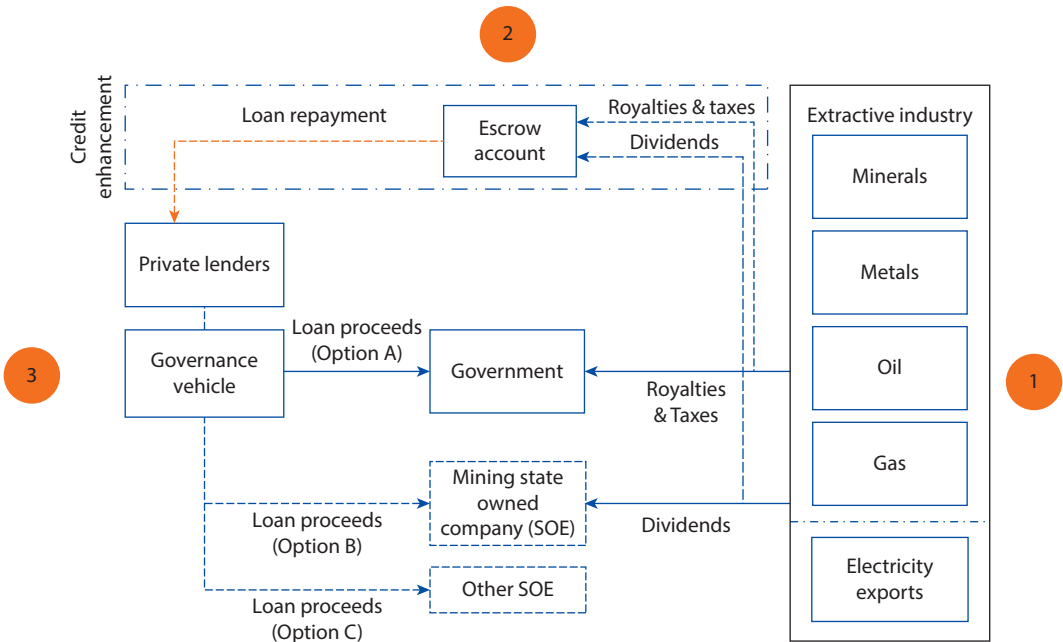 2
Credit
enhancement
Loan repayment
Escrow
account
Royalties & taxes
Dividends
Extractive industry
Minerals
Metals
Oil
Gas
Electricity
exports
1
Private lenders
3
Governance
vehicle
Loan proceeds
(Option A)
Government
Royalties
& Taxes
Loan proceeds
(Option B)
Mining state
owned
company (SOE)
Dividends
Loan proceeds
(Option C)
Other SOE